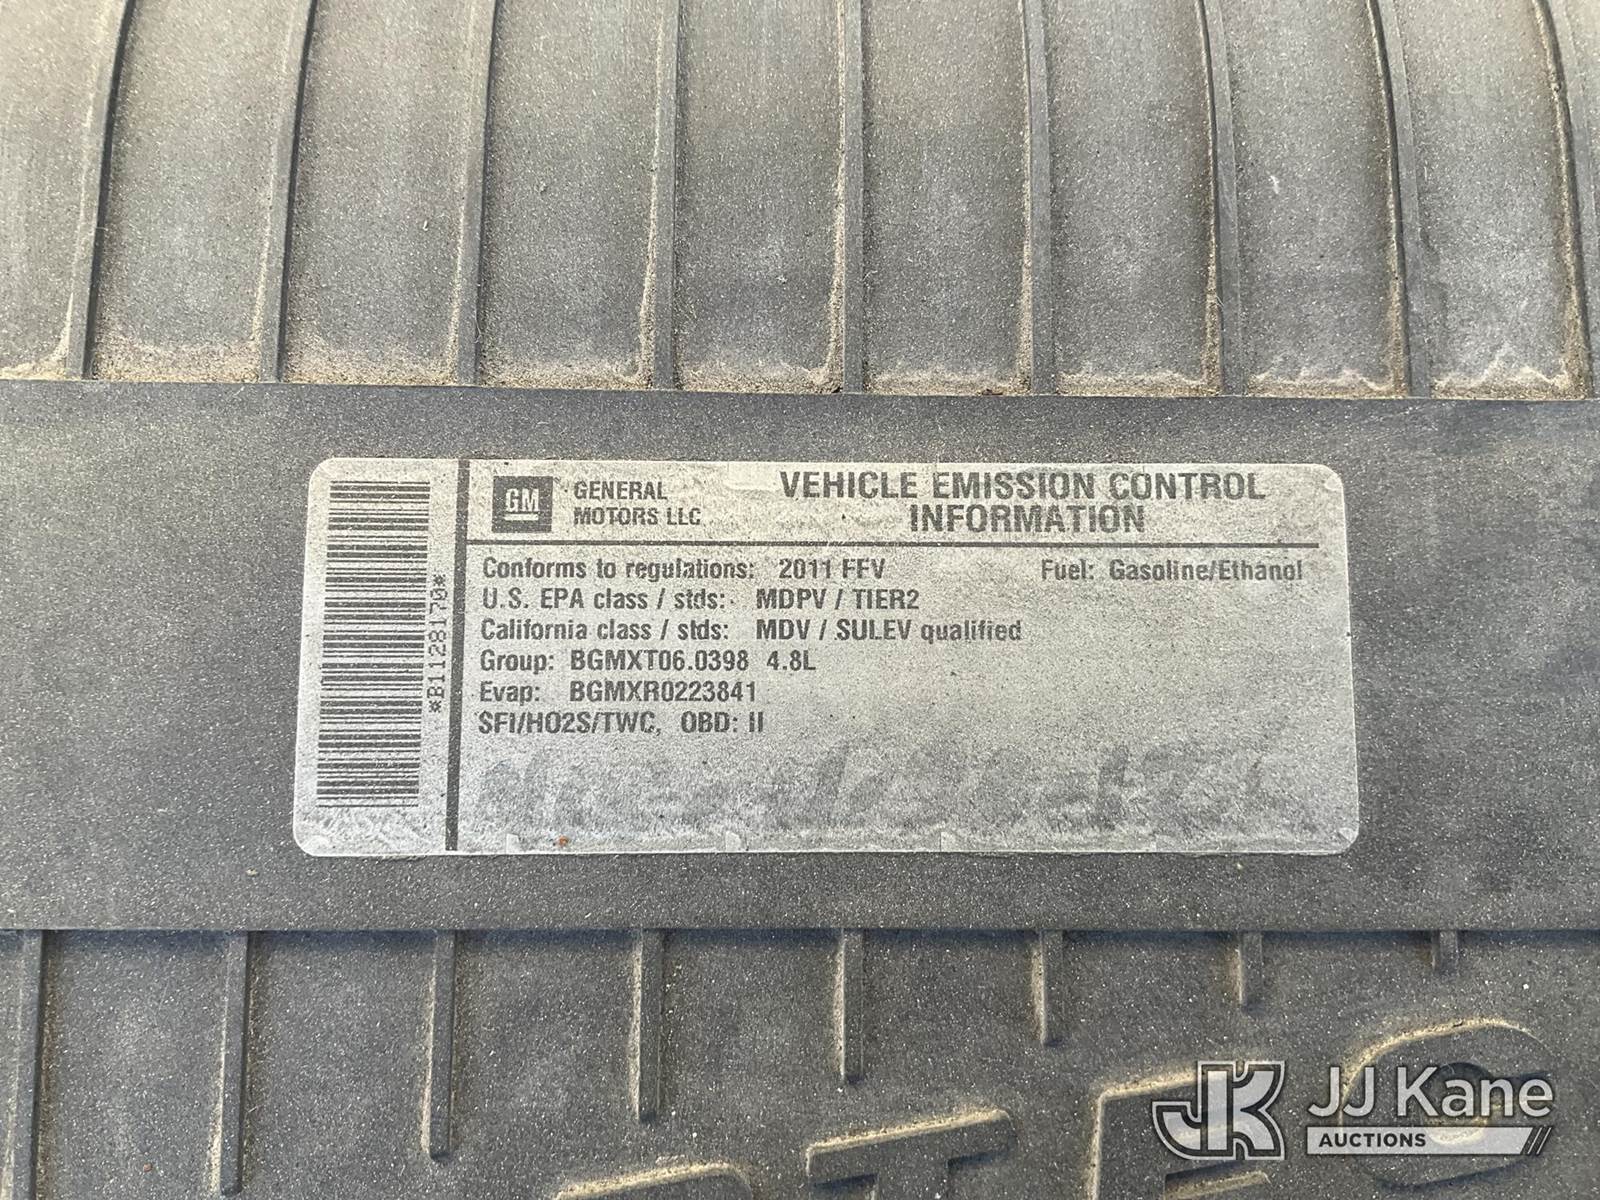 GM GENERAL MOTORS LLC
VEHICLE EMISSION CONTROL
INFORMATION
Conforms to regulations: 2011 FFV Fuel: Gasoline/Ethanol
U.S. EPA class / stds: MDPV / TIER2
California class / stds: MDV / SULEV qualified
Group: BGMXT06.0398 4.8L
Evap: BGMXR0223841
SFI/HO2S/TWC, OBD: II
*B1128170*
JK JJ Kane
AUCTIONS